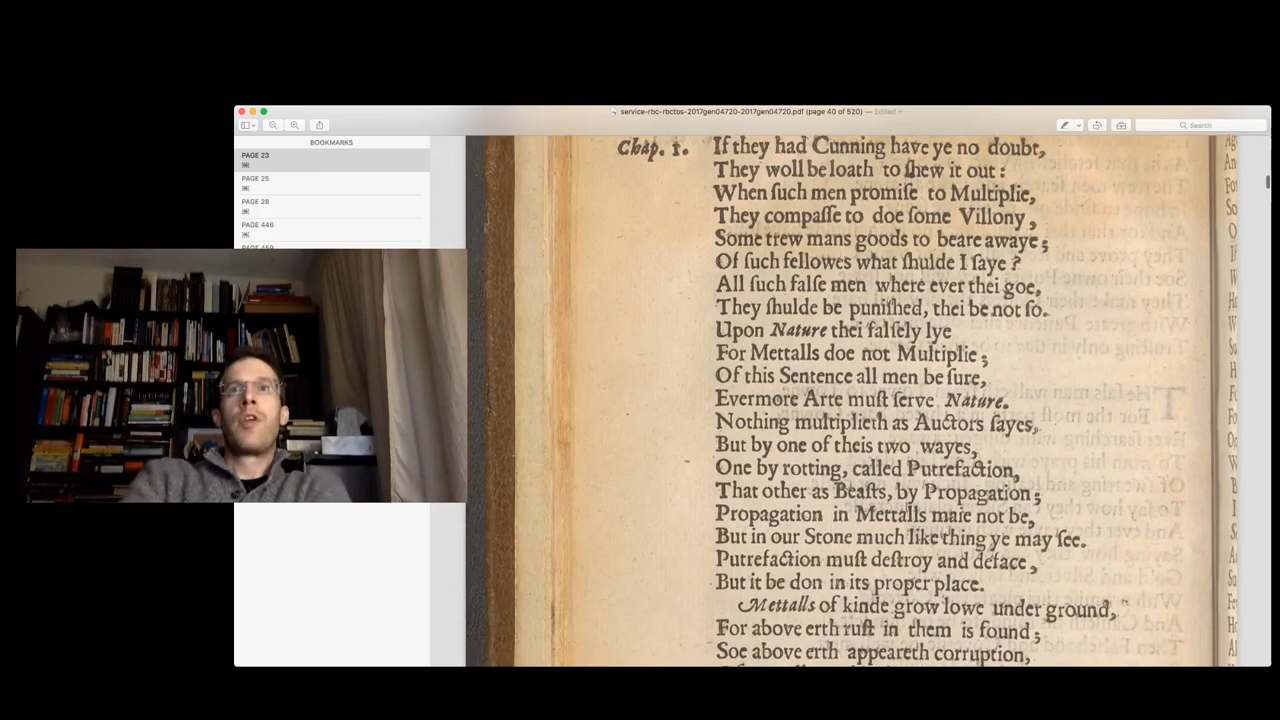 service-rbc-rbctos-2017gen04720-2017gen04720.pdf (page 40 of 520) — Edited
Search
BOOKMARKS
PAGE 23
PAGE 25
PAGE 28
PAGE 446
PAGE 459
Chap. 1.
If they had Cunning have ye no doubt,
They woll be loath to ſhew it out :
When ſuch men promiſe to Multiplie,
They compaſſe to doe ſome Villony ,
Some trew mans goods to beare awaye ;
Of ſuch fellowes what ſhulde I ſaye ?
All ſuch falſe men where ever thei goe,
They ſhulde be puniſhed, thei be not ſo.
Upon Nature thei falſely lye
For Mettalls doe not Multiplie ;
Of this Sentence all men be ſure,
Evermore Arte muſt ſerve Nature.
Nothing multiplieth as Auctors ſayes,
But by one of theis two wayes,
One by rotting, called Putrefaction,
That other as Beaſts, by Propagation ;
Propagation in Mettalls maie not be,
But in our Stone much like thing ye may ſee.
Putrefaction muſt deſtroy and deface ,
But it be don in its proper place.
Mettalls of kinde grow lowe under ground,
For above erth ruſt in them is found ;
Soe above erth appeareth corruption,